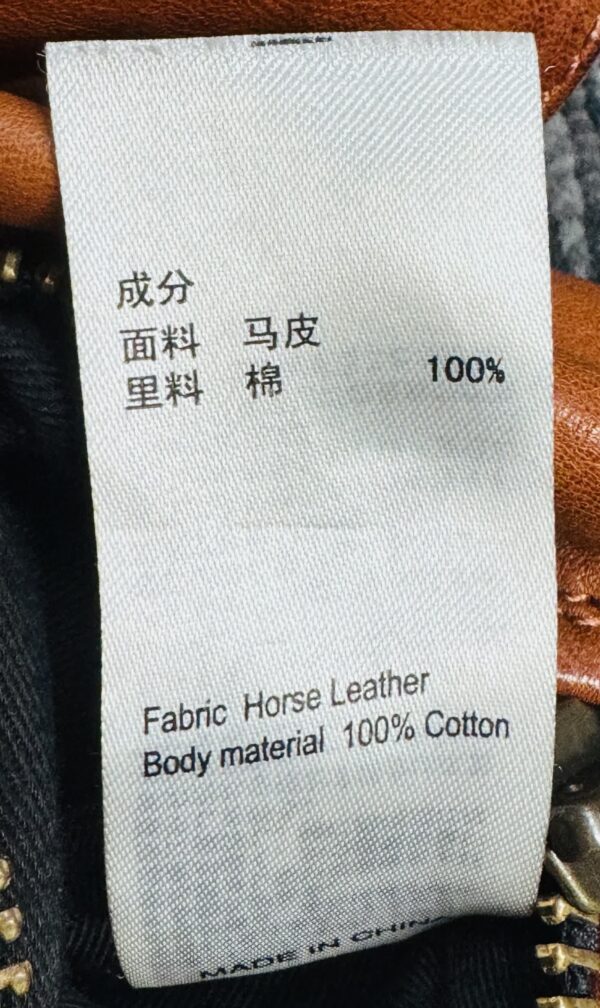 成分
面料 马皮
里料 棉 100%
Fabric Horse Leather
Body material 100% Cotton
MADE IN CHINA